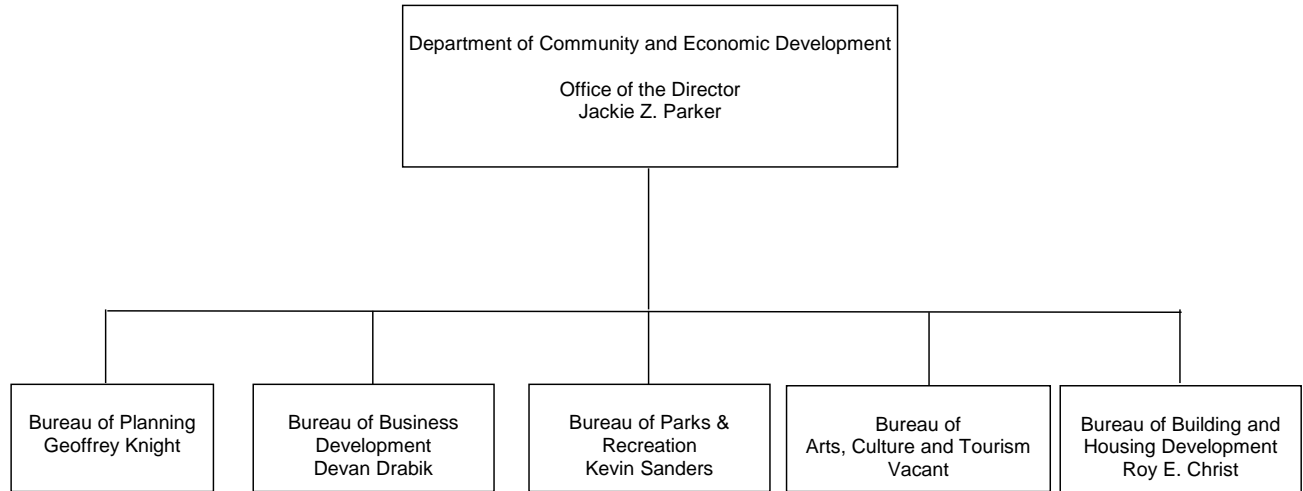 Department of Community and Economic Development
Office of the Director
Jackie Z. Parker
Bureau of Planning
Geoffrey Knight
Bureau of Business
Development
Devan Drabik
Bureau of Parks &
Recreation
Kevin Sanders
Bureau of
Arts, Culture and Tourism
Vacant
Bureau of Building and
Housing Development
Roy E. Christ